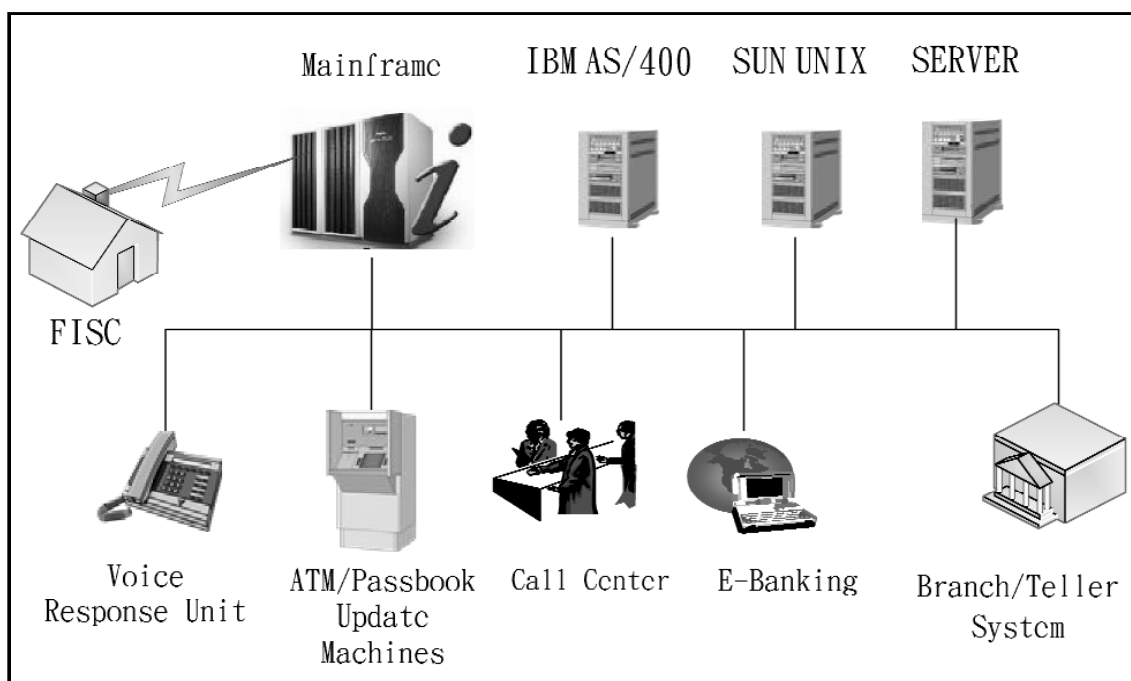 Mainframe
IBM AS/400
SUN UNIX
SERVER
FISC
Voice
Response Unit
ATM/Passbook
Update
Machines
Call Center
E-Banking
Branch/Teller
System